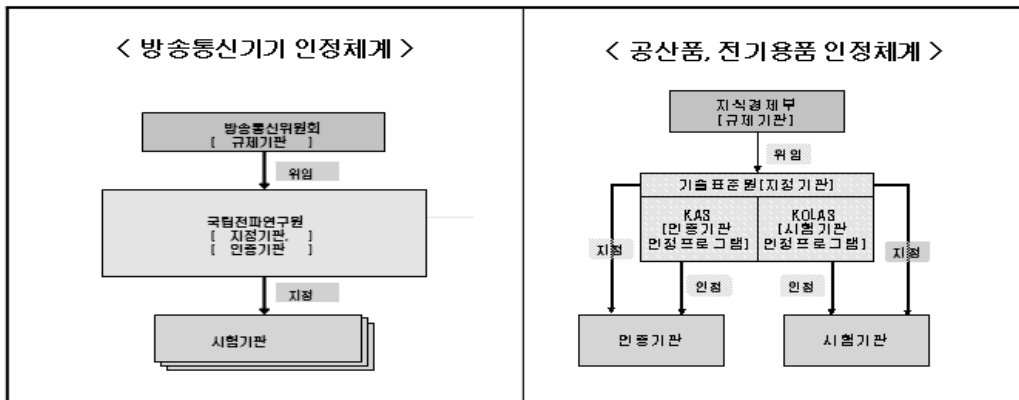 < 방송통신기기 인정체계 >
방송통신위원회
[ 규제기관 ]
위임
국립전파연구원
[ 지정기관, ]
[ 인증기관 ]
지정
시험기관
< 공산품, 전기용품 인정체계 >
지식경제부
[규제기관]
위임
기술표준원[지정기관]
KAS
[인증기관
인정프로그램]
KOLAS
[시험기관
인정프로그램]
지정
지정
인정
인정
인증기관
시험기관